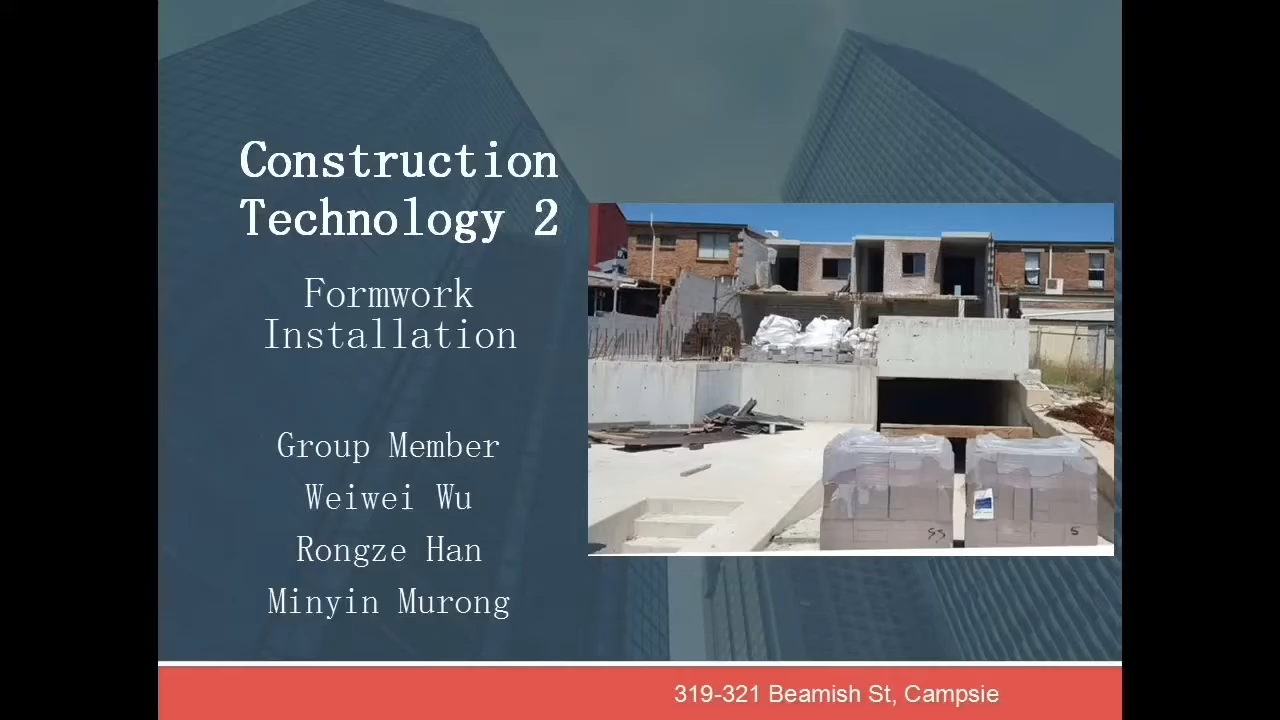 Construction
Technology 2
Formwork
Installation
Group Member
Weiwei Wu
Rongze Han
Minyin Murong
319-321 Beamish St, Campsie